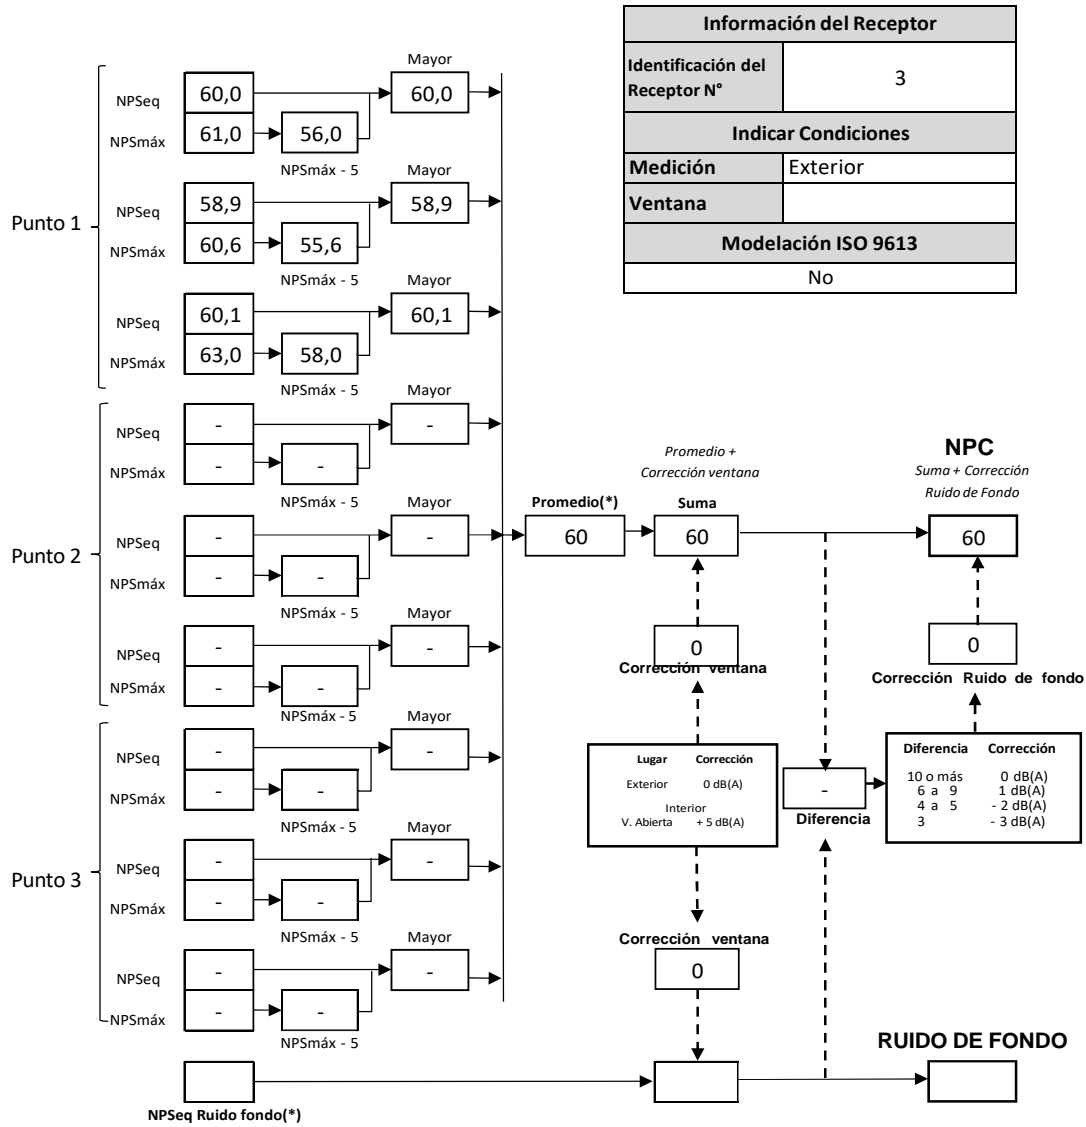 Información del Receptor
Identificación del
Receptor N°
3
Indicar Condiciones
Medición
Exterior
Ventana
Modelación ISO 9613
No
Punto 1
Mayor
NPSeq
60,0
60,0
NPSmáx
61,0
56,0
NPSmáx - 5
Mayor
NPSeq
58,9
58,9
NPSmáx
60,6
55,6
NPSmáx - 5
Mayor
NPSeq
60,1
60,1
NPSmáx
63,0
58,0
NPSmáx - 5
Punto 2
Mayor
NPSeq
-
-
NPSmáx
-
-
NPSmáx - 5
Mayor
NPSeq
-
-
NPSmáx
-
-
NPSmáx - 5
Mayor
NPSeq
-
-
NPSmáx
-
-
NPSmáx - 5
Punto 3
Mayor
NPSeq
-
-
NPSmáx
-
-
NPSmáx - 5
Mayor
NPSeq
-
-
NPSmáx
-
-
NPSmáx - 5
Mayor
NPSeq
-
-
NPSmáx
-
-
NPSmáx - 5
NPSeq Ruido fondo(*)
Promedio(*)
60
Promedio +
Corrección ventana
Suma
60
0
Corrección ventana
Lugar Corrección
Exterior 0 dB(A)
Interior
V. Abierta + 5 dB(A)
Corrección ventana
0
-
Diferencia
NPC
Suma + Corrección
Ruido de Fondo
60
0
Corrección Ruido de fondo
Diferencia Corrección
10 o más 0 dB(A)
6 a 9 1 dB(A)
4 a 5 - 2 dB(A)
3 - 3 dB(A)
RUIDO DE FONDO